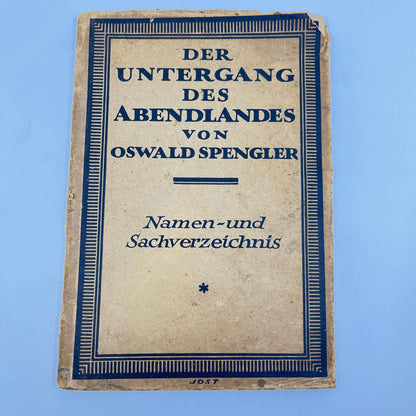 DER
UNTERGANG
DES
ABENDLANDES
VON
OSWALD SPENGLER
Namen-und
Sachverzeichnis
*
JOST